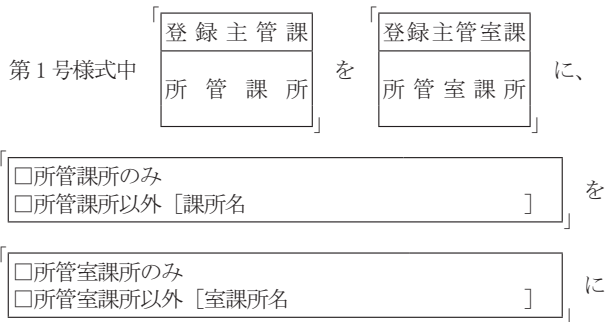 「登録主管課 「登録主管室課
第1号様式中 所管課所」 を 所管室課所」 に、
「□所管課所のみ
□所管課所以外［課所名 ］」 を
「□所管室課所のみ
□所管室課所以外［室課所名 ］」 に